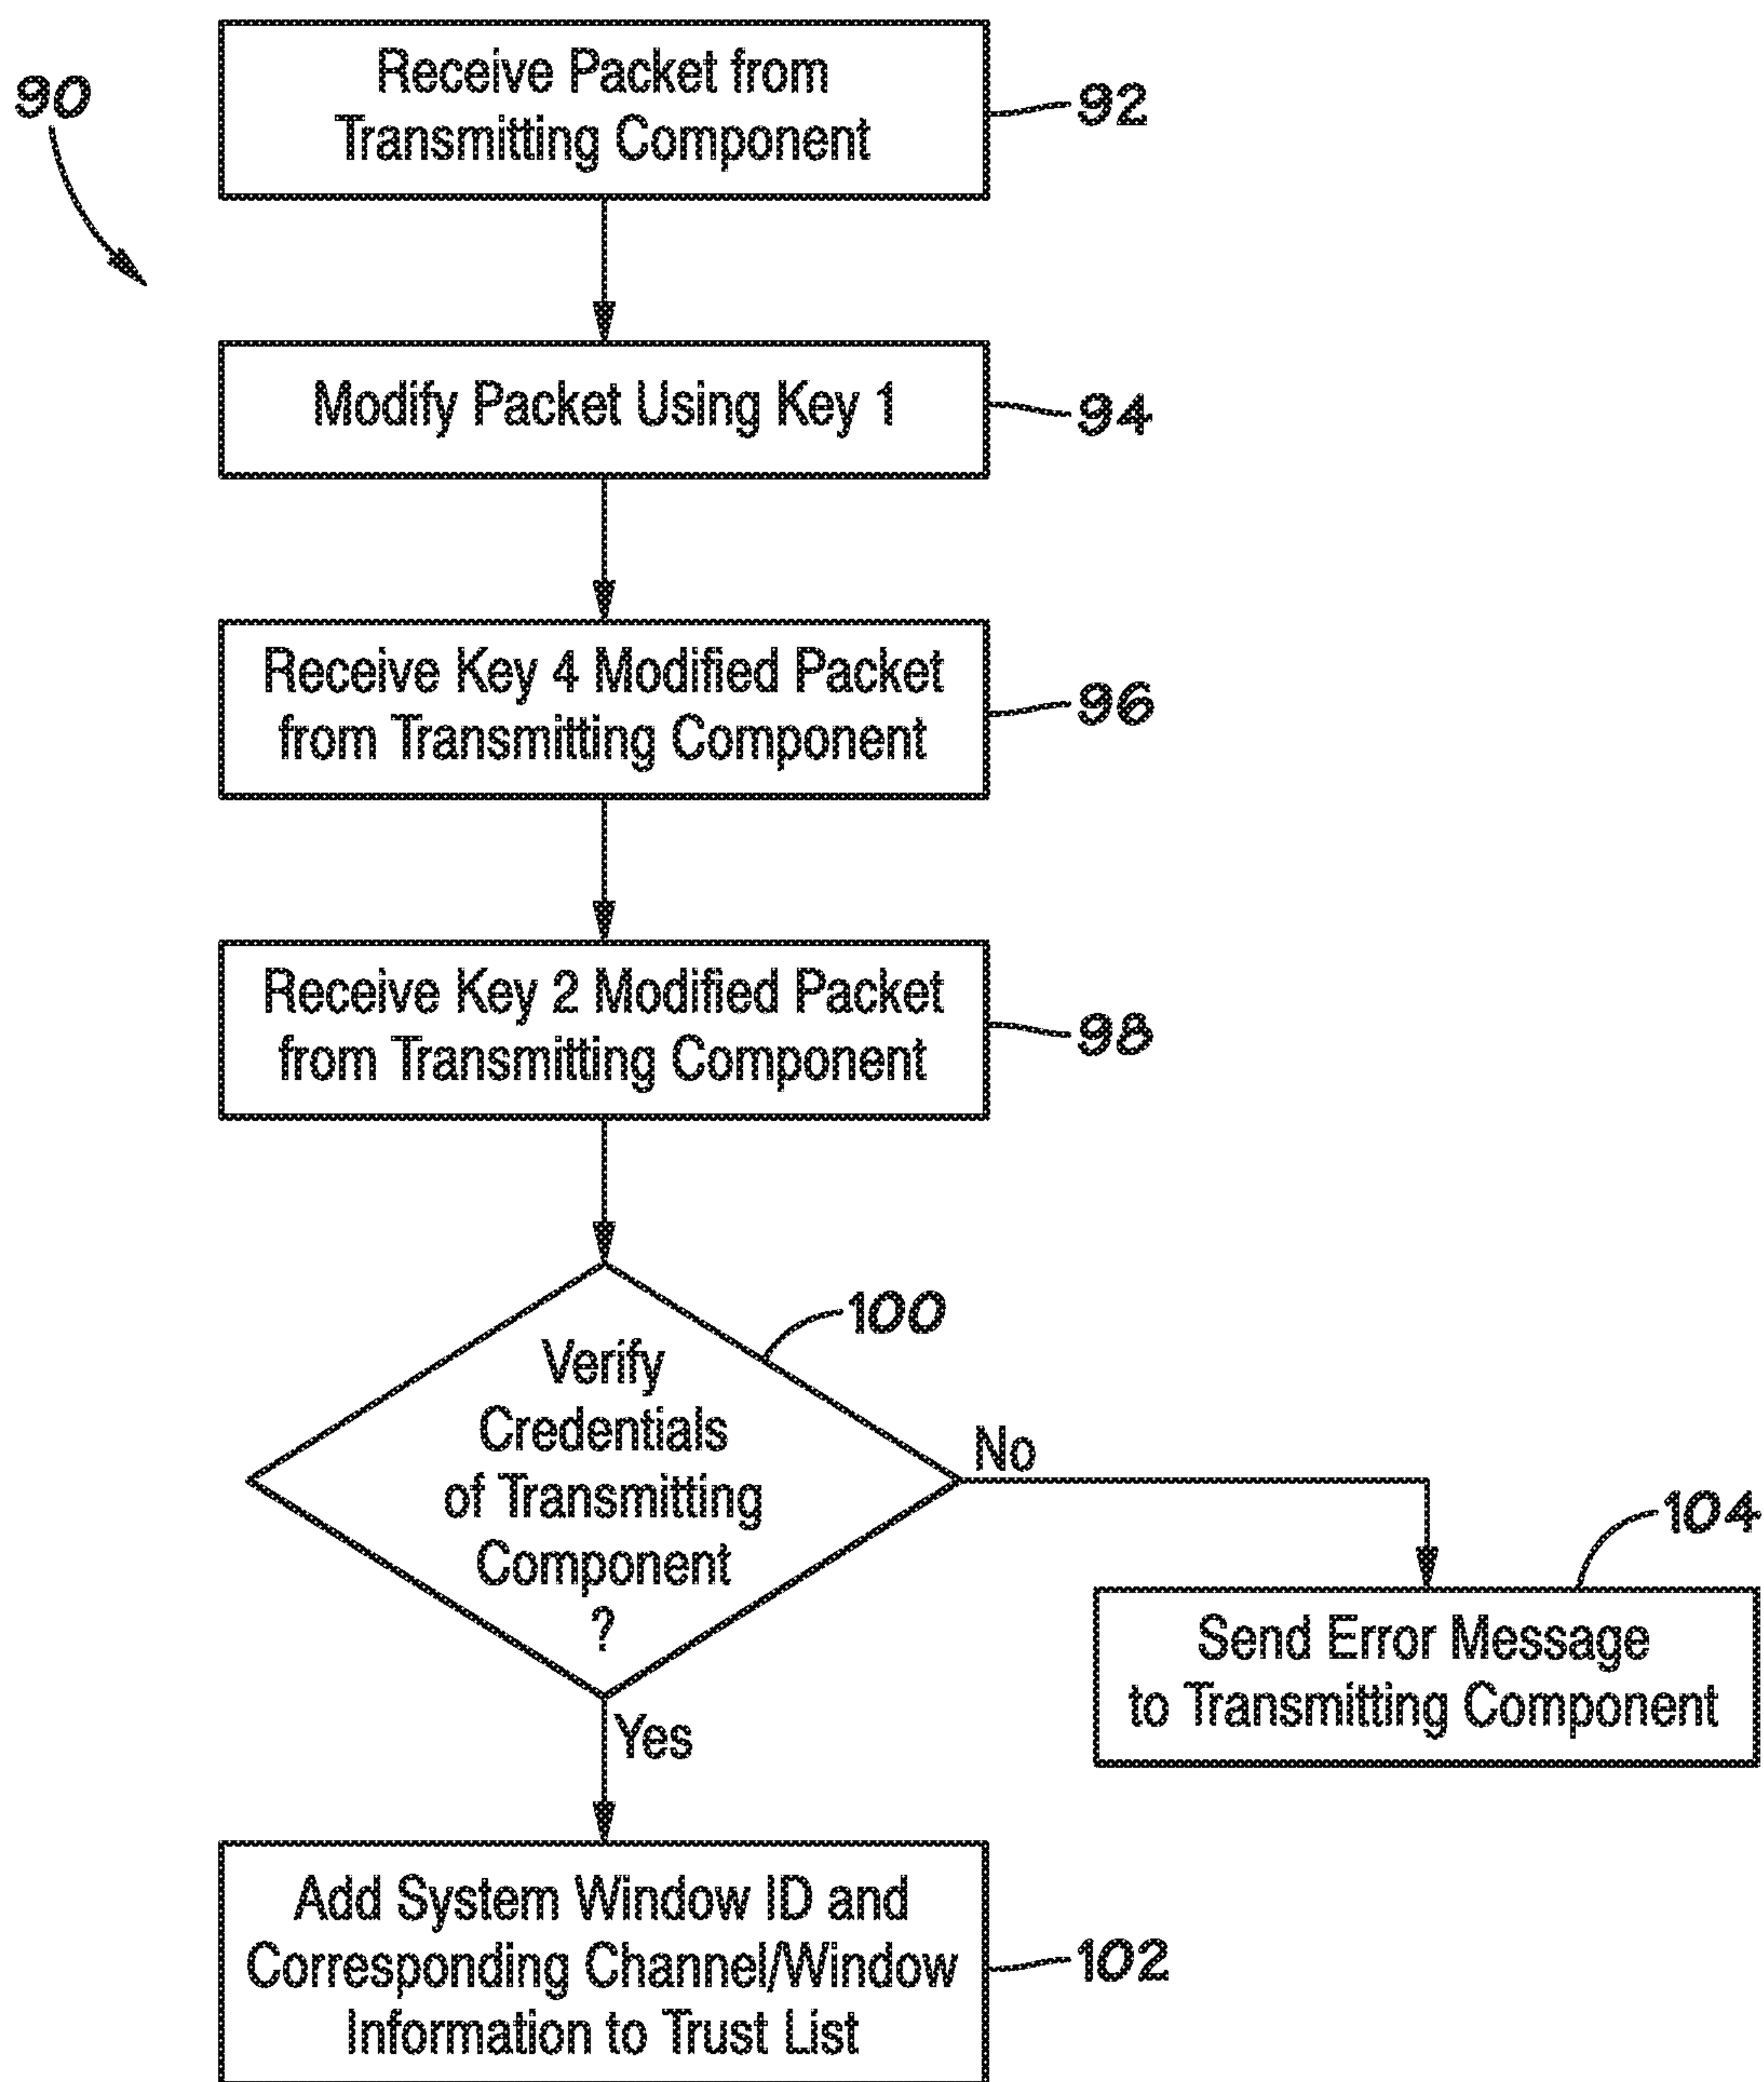 90
Receive Packet from
Transmitting Component
92
Modify Packet Using Key 1
94
Receive Key 4 Modified Packet
from Transmitting Component
96
Receive Key 2 Modified Packet
from Transmitting Component
98
Verify
Credentials
of Transmitting
Component
?
100
No
Yes
104
Send Error Message
to Transmitting Component
Add System Window ID and
Corresponding Channel/Window
Information to Trust List
102